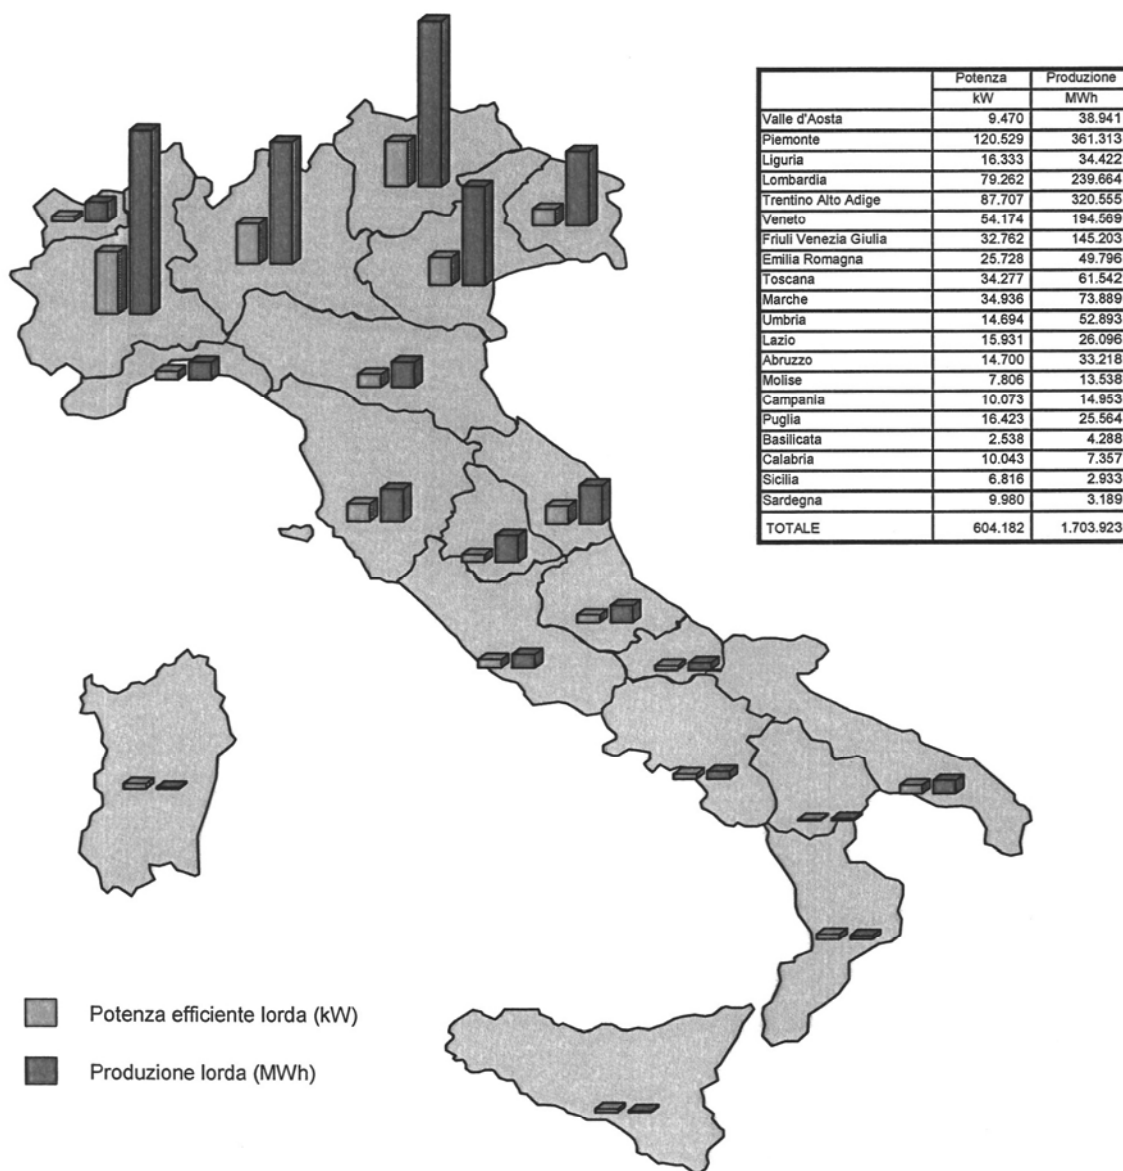 Potenza Produzione
kW MWh
Valle d'Aosta 9.470 38.941
Piemonte 120.529 361.313
Liguria 16.333 34.422
Lombardia 79.262 239.664
Trentino Alto Adige 87.707 320.555
Veneto 54.174 194.569
Friuli Venezia Giulia 32.762 145.203
Emilia Romagna 25.728 49.796
Toscana 34.277 61.542
Marche 34.936 73.889
Umbria 14.694 52.893
Lazio 15.931 26.096
Abruzzo 14.700 33.218
Molise 7.806 13.538
Campania 10.073 14.953
Puglia 16.423 25.564
Basilicata 2.538 4.288
Calabria 10.043 7.357
Sicilia 6.816 2.933
Sardegna 9.980 3.189
TOTALE 604.182 1.703.923
Potenza efficiente lorda (kW)
Produzione lorda (MWh)